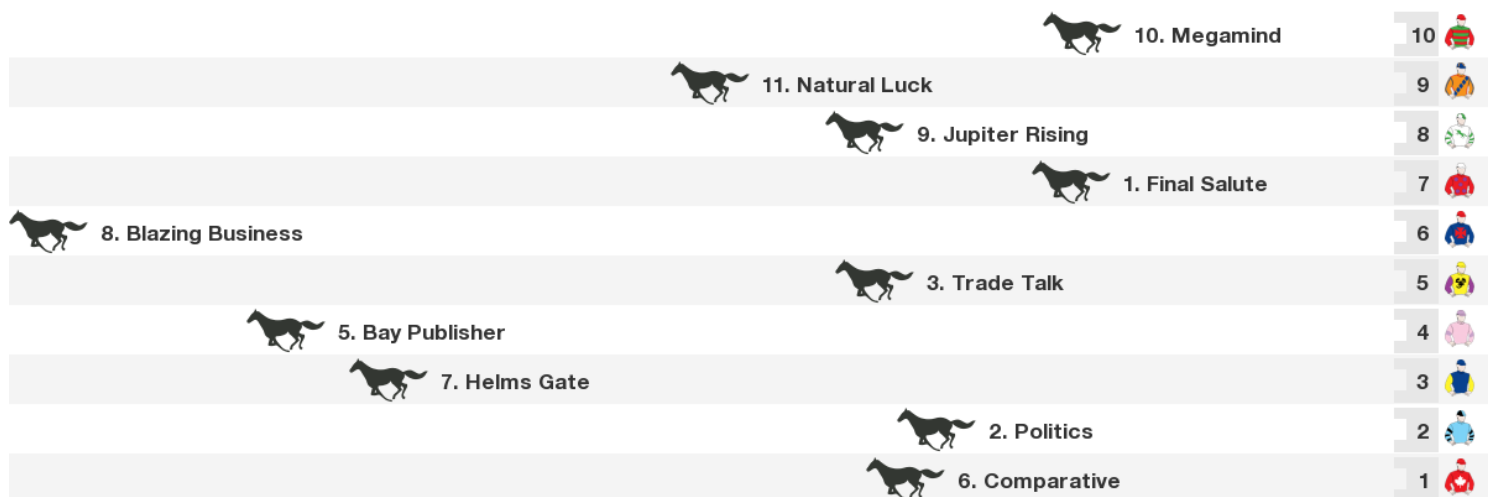 10. Megamind 10
11. Natural Luck 9
9. Jupiter Rising 8
1. Final Salute 7
8. Blazing Business 6
3. Trade Talk 5
5. Bay Publisher 4
7. Helms Gate 3
2. Politics 2
6. Comparative 1